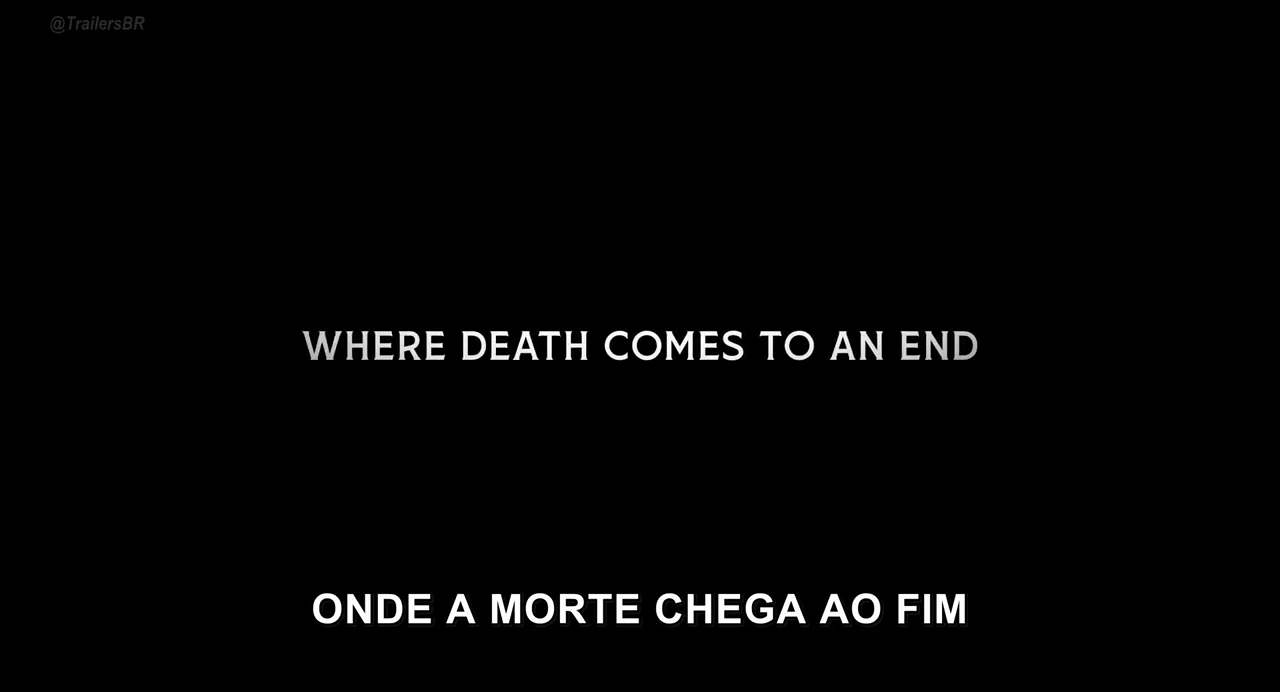 @TrailersBR
WHERE DEATH COMES TO AN END
ONDE A MORTE CHEGA AO FIM